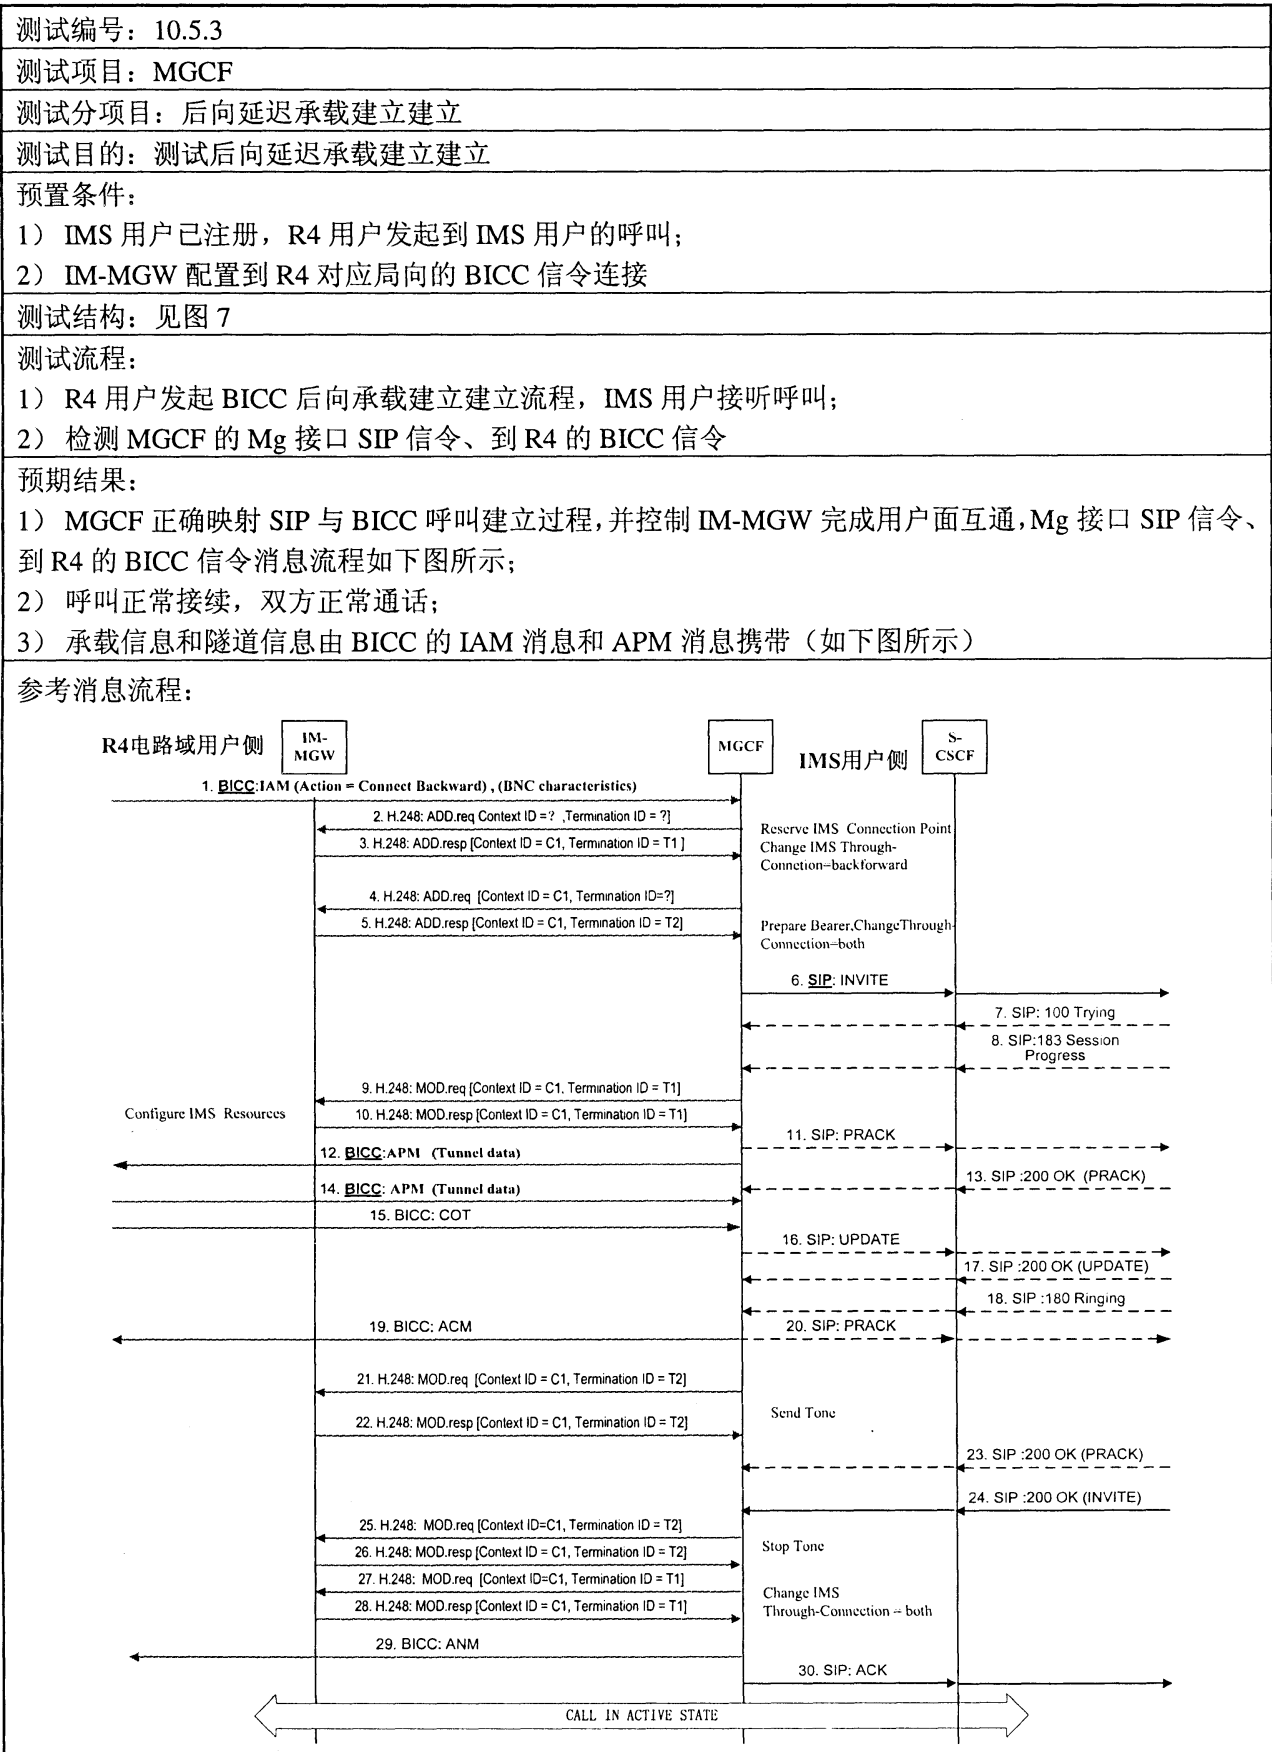 测试编号：10.5.3
测试项目：MGCF
测试分项目：后向延迟承载建立建立
测试目的：测试后向延迟承载建立建立
预置条件：
1） IMS 用户已注册，R4 用户发起到 IMS 用户的呼叫；
2） IM-MGW 配置到 R4 对应局向的 BICC 信令连接
测试结构：见图 7
测试流程：
1） R4 用户发起 BICC 后向承载建立建立流程，IMS 用户接听呼叫；
2） 检测 MGCF 的 Mg 接口 SIP 信令、到 R4 的 BICC 信令
预期结果：
1） MGCF 正确映射 SIP 与 BICC 呼叫建立过程，并控制 IM-MGW 完成用户面互通，Mg 接口 SIP 信令、
到 R4 的 BICC 信令消息流程如下图所示；
2） 呼叫正常接续，双方正常通话；
3） 承载信息和隧道信息由 BICC 的 IAM 消息和 APM 消息携带（如下图所示）
参考消息流程：
R4电路域用户侧
IM-
MGW
MGCF
IMS用户侧
S-
CSCF
1. BICC:IAM (Action = Connect Backward) , (BNC characteristics)
2. H.248: ADD.req Context ID =? ,Termination ID = ?]
3. H.248: ADD.resp [Context ID = C1, Termination ID = T1 ]
Reserve IMS Connection Point
Change IMS Through-
Connction=backforward
4. H.248: ADD.req [Context ID = C1, Termination ID=?]
5. H.248: ADD.resp [Context ID = C1, Termination ID = T2]
Prepare Bearer,ChangeThrough-
Connection=both
6. SIP: INVITE
7. SIP: 100 Trying
8. SIP:183 Session
Progress
9. H.248: MOD.req [Context ID = C1, Termination ID = T1]
Configure IMS Resources
10. H.248: MOD.resp [Context ID = C1, Termination ID = T1]
11. SIP: PRACK
12. BICC:APM (Tunnel data)
13. SIP :200 OK (PRACK)
14. BICC: APM (Tunnel data)
15. BICC: COT
16. SIP: UPDATE
17. SIP :200 OK (UPDATE)
18. SIP :180 Ringing
19. BICC: ACM
20. SIP: PRACK
21. H.248: MOD.req [Context ID = C1, Termination ID = T2]
22. H.248: MOD.resp [Context ID = C1, Termination ID = T2]
Send Tone
23. SIP :200 OK (PRACK)
24. SIP :200 OK (INVITE)
25. H.248: MOD.req [Context ID=C1, Termination ID = T2]
26. H.248: MOD.resp [Context ID = C1, Termination ID = T2]
Stop Tone
27. H.248: MOD.req [Context ID=C1, Termination ID = T1]
28. H.248: MOD.resp [Context ID = C1, Termination ID = T1]
Change IMS
Through-Connection = both
29. BICC: ANM
30. SIP: ACK
CALL IN ACTIVE STATE